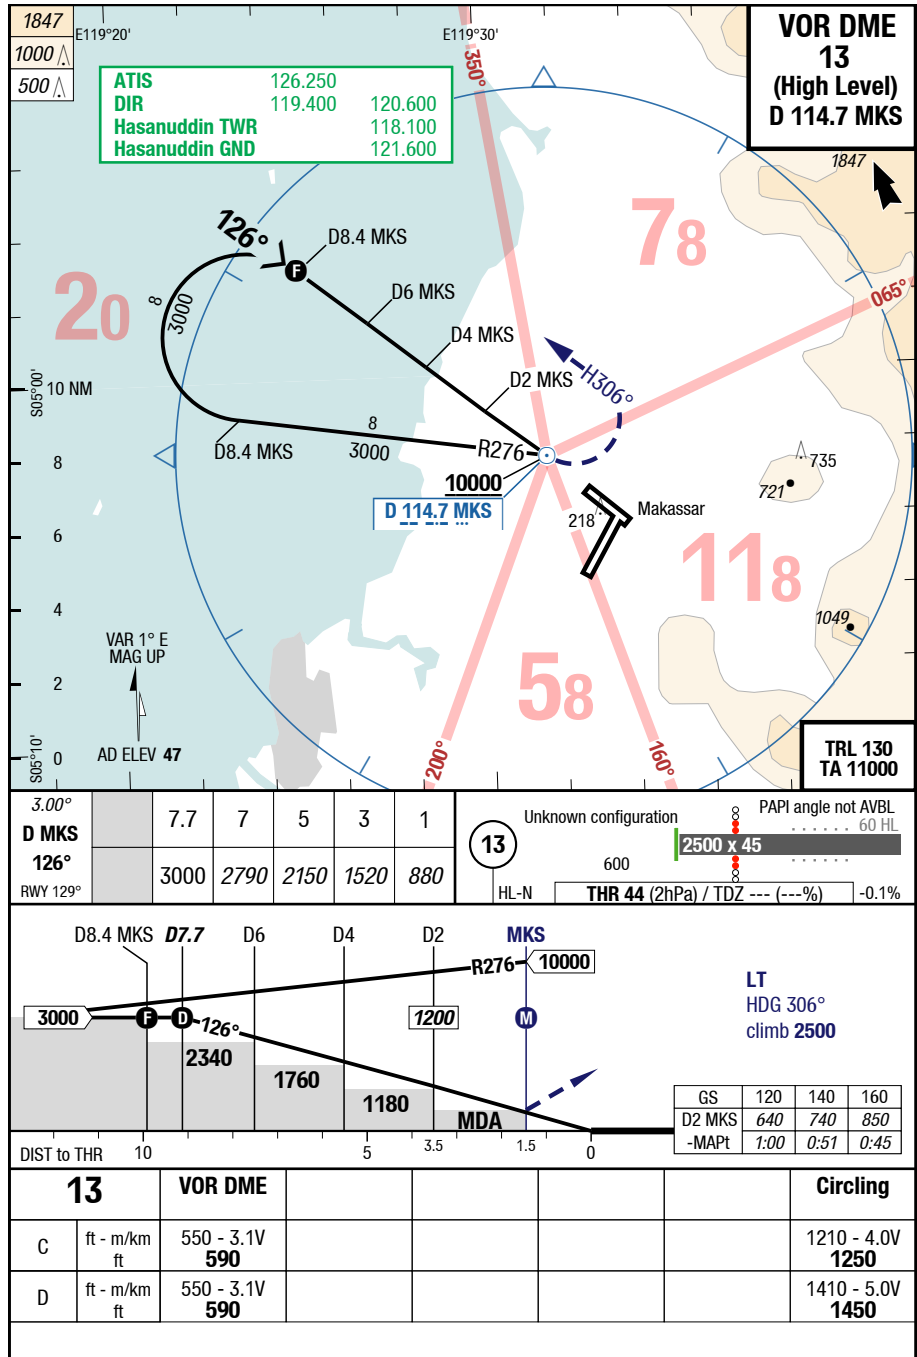 1847
1000
500
E119°20'
E119°30'
VOR DME
13
(High Level)
D 114.7 MKS
ATIS 126.250
DIR 119.400 120.600
Hasanuddin TWR 118.100
Hasanuddin GND 121.600
350°
1847
126°
D8.4 MKS
F
78
20
8
3000
D6 MKS
065°
D4 MKS
H306°
D2 MKS
S05°00'
10 NM
D8.4 MKS
8
3000
R276
10000
D 114.7 MKS
735
721
8
218
Makassar
6
118
4
1049
VAR 1° E
MAG UP
2
58
AD ELEV 47
S05°10'
0
200°
160°
TRL 130
TA 11000
3.00°
D MKS
126°
RWY 129°
7.7 7 5 3 1
3000 2790 2150 1520 880
13
HL-N
Unknown configuration
PAPI angle not AVBL
60 HL
2500 x 45
600
THR 44 (2hPa) / TDZ --- (---%)
-0.1%
D8.4 MKS D7.7 D6 D4 D2 MKS
R276
10000
3000
F
D
126°
1200
M
LT
HDG 306°
climb 2500
2340
1760
1180
MDA
GS 120 140 160
D2 MKS 640 740 850
-MAPt 1:00 0:51 0:45
DIST to THR 10 5 3.5 1.5 0
13 VOR DME Circling
C ft - m/km 550 - 3.1V 1210 - 4.0V
ft 590 1250
D ft - m/km 550 - 3.1V 1410 - 5.0V
ft 590 1450